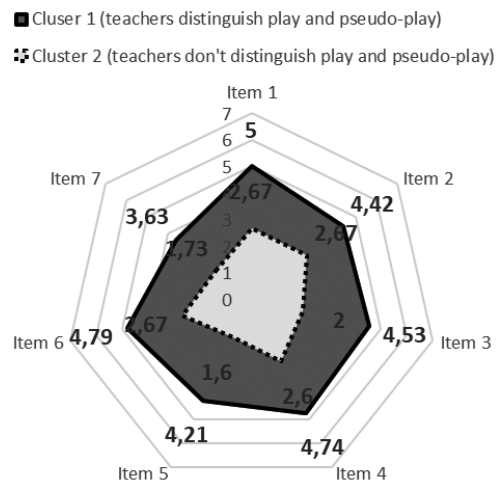 Cluser 1 (teachers distinguish play and pseudo-play)
Cluster 2 (teachers don't distinguish play and pseudo-play)
Item 1
7
6
5
5
2,67
3
2
1
0
Item 2
4,42
2,67
Item 7
3,63
1,73
2
Item 3
4,53
Item 6
4,79
2,67
1,6
2,6
4,21
4,74
Item 5
Item 4